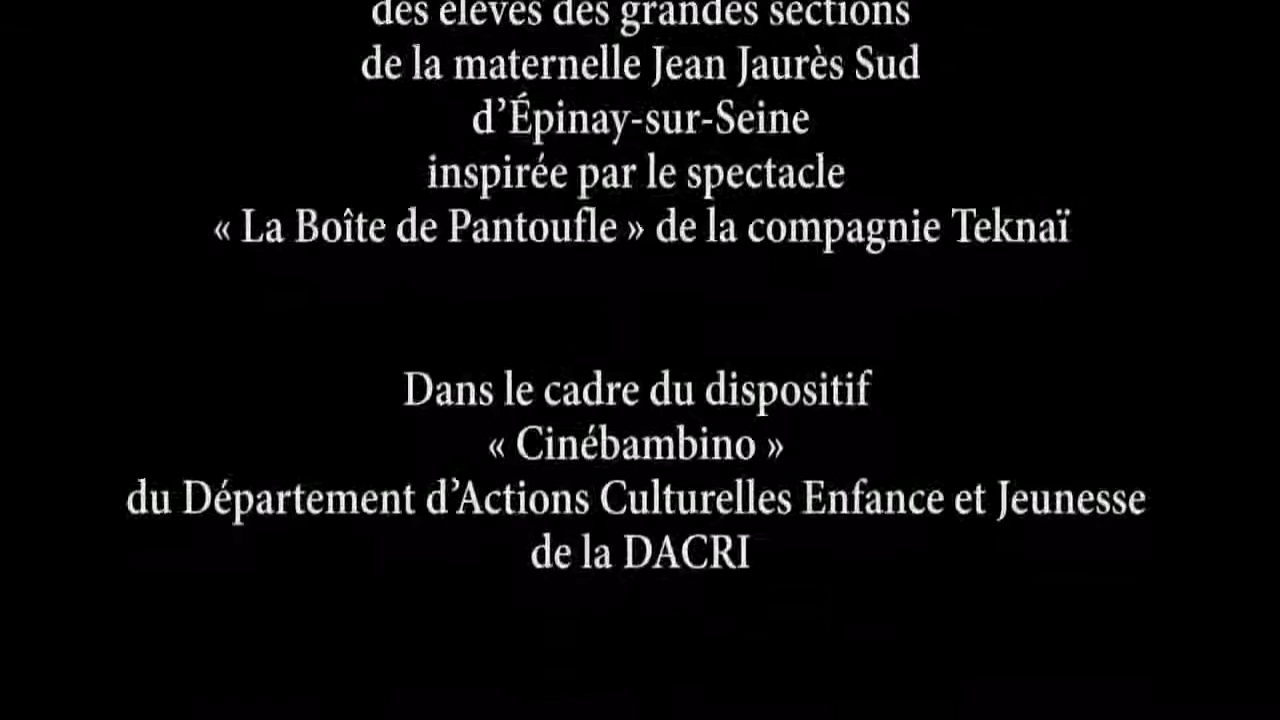 des élèves des grandes sections
de la maternelle Jean Jaurès Sud
d’Épinay-sur-Seine
inspirée par le spectacle
« La Boîte de Pantoufle » de la compagnie Teknaï
Dans le cadre du dispositif
« Cinébambino »
du Département d’Actions Culturelles Enfance et Jeunesse
de la DACRI